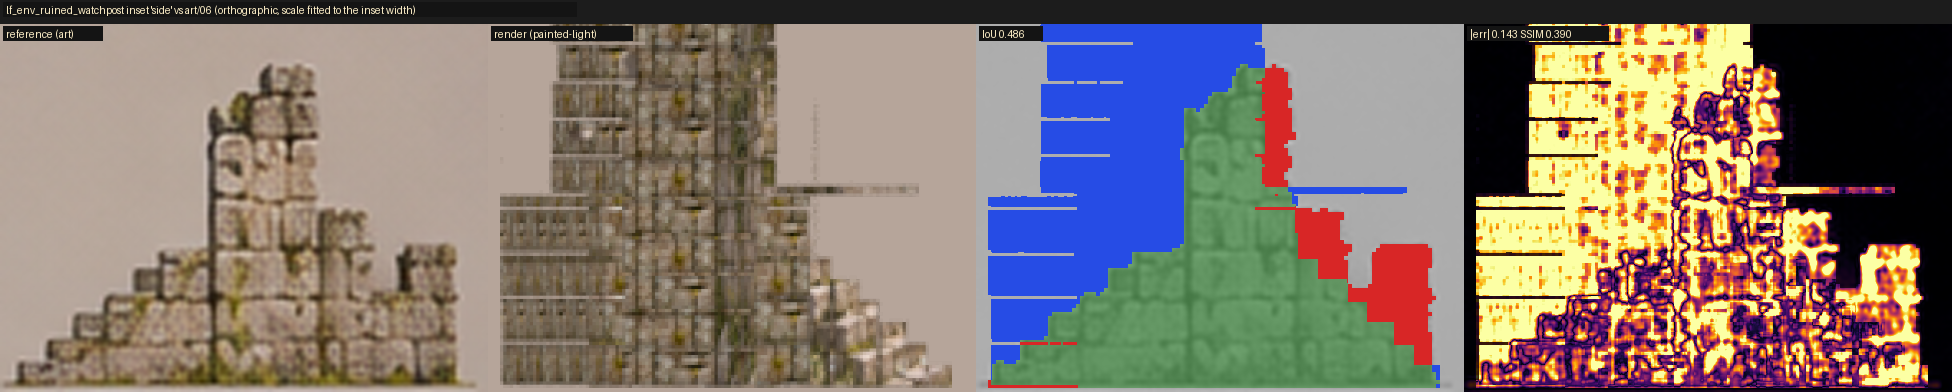 lf_env_ruined_watchpost inset 'side' vs art/06 (orthographic, scale fitted to the inset width)
reference (art)
render (painted-light)
IoU 0.486
|err| 0.143 SSIM 0.390